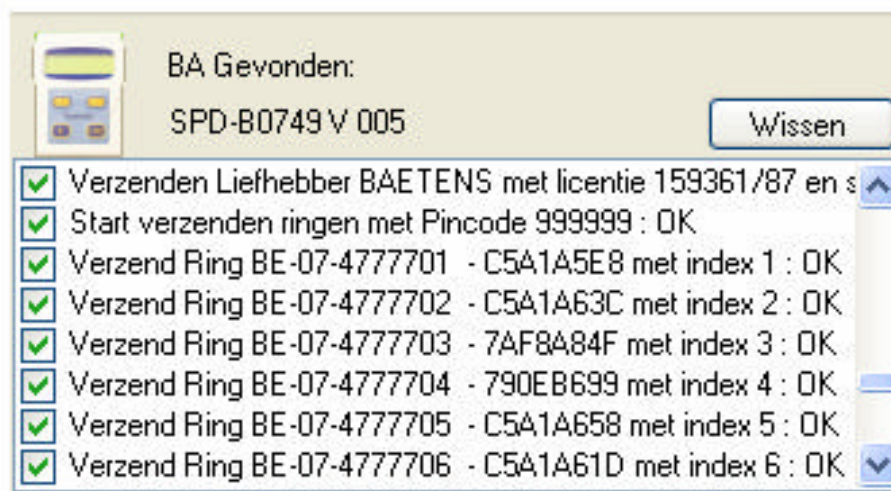 BA Gevonden:
SPD-B0749 V 005
Wissen
Verzenden Liefhebber BAETENS met licentie 159361/87 en s
Start verzenden ringen met Pincode 999999 : OK
Verzend Ring BE-07-4777701 - C5A1A5E8 met index 1 : OK
Verzend Ring BE-07-4777702 - C5A1A63C met index 2 : OK
Verzend Ring BE-07-4777703 - 7AF8A84F met index 3 : OK
Verzend Ring BE-07-4777704 - 790EB699 met index 4 : OK
Verzend Ring BE-07-4777705 - C5A1A658 met index 5 : OK
Verzend Ring BE-07-4777706 - C5A1A61D met index 6 : OK